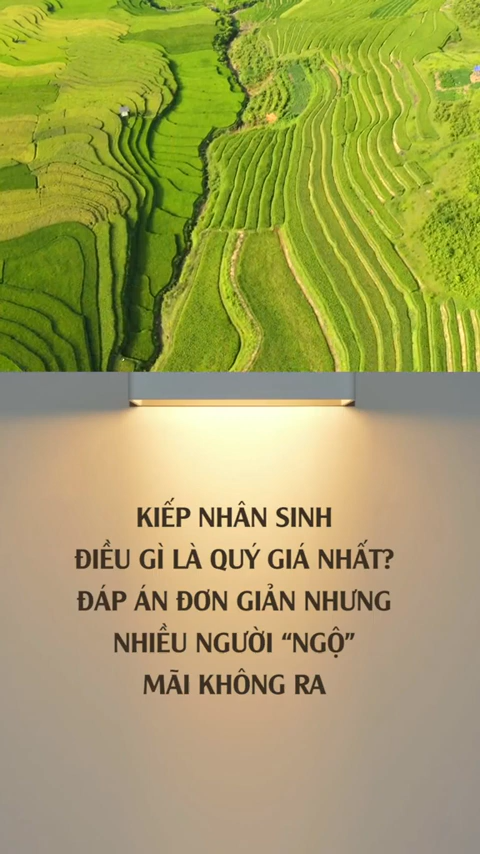 KIẾP NHÂN SINH
ĐIỀU GÌ LÀ QUÝ GIÁ NHẤT?
ĐÁP ÁN ĐƠN GIẢN NHƯNG
NHIỀU NGƯỜI “NGỘ”
MÃI KHÔNG RA